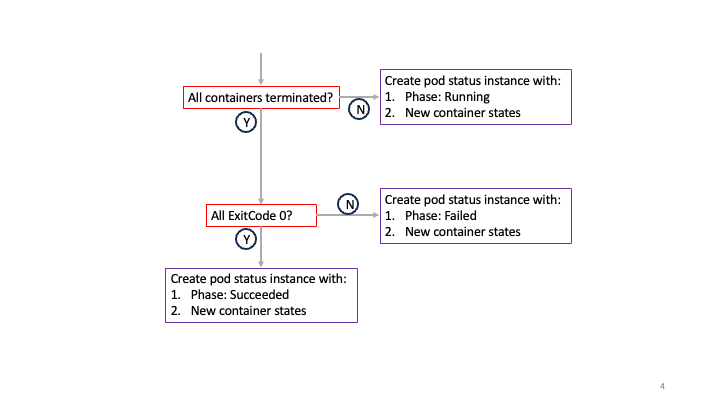 All containers terminated?
N
Create pod status instance with:
1. Phase: Running
2. New container states
Y
All ExitCode 0?
N
Create pod status instance with:
1. Phase: Failed
2. New container states
Y
Create pod status instance with:
1. Phase: Succeeded
2. New container states
4